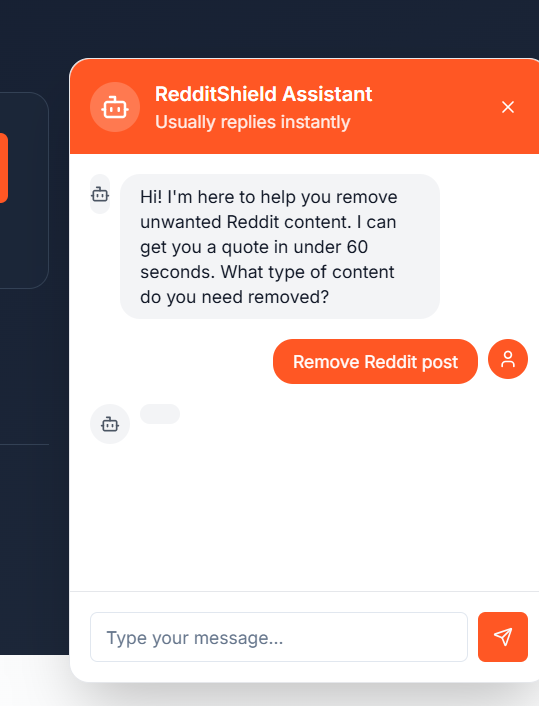 RedditShield Assistant
Usually replies instantly
Hi! I'm here to help you remove
unwanted Reddit content. I can
get you a quote in under 60
seconds. What type of content
do you need removed?
Remove Reddit post
Type your message...